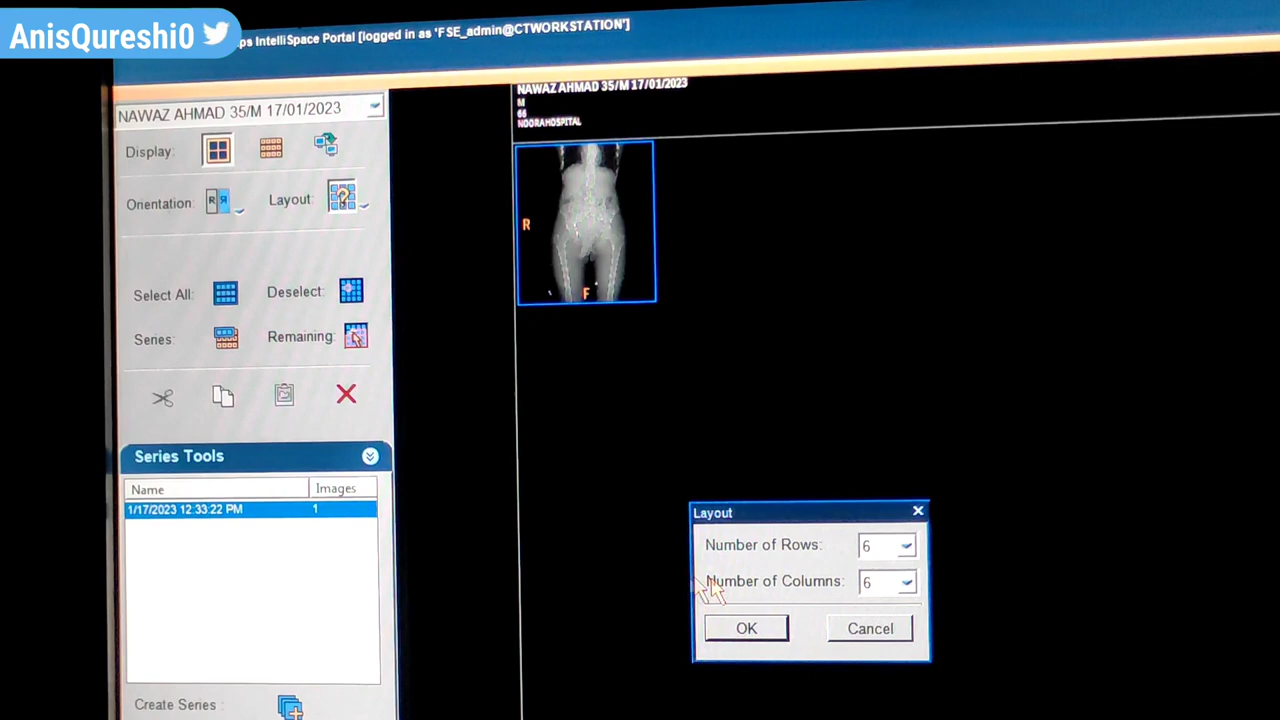 AnisQureshi0
ps IntelliSpace Portal [logged in as 'FSE_admin@CTWORKSTATION']
NAWAZ AHMAD 35/M 17/01/2023
Display:
Orientation:
R
Layout:
?
Select All:
Deselect:
Series:
Remaining:
Series Tools
Name Images
1/17/2023 12:33:22 PM 1
Create Series :
NAWAZ AHMAD 35/M 17/01/2023
M
66
NOORAHOSPITAL
R
F
Layout
Number of Rows: 6
Number of Columns: 6
OK Cancel